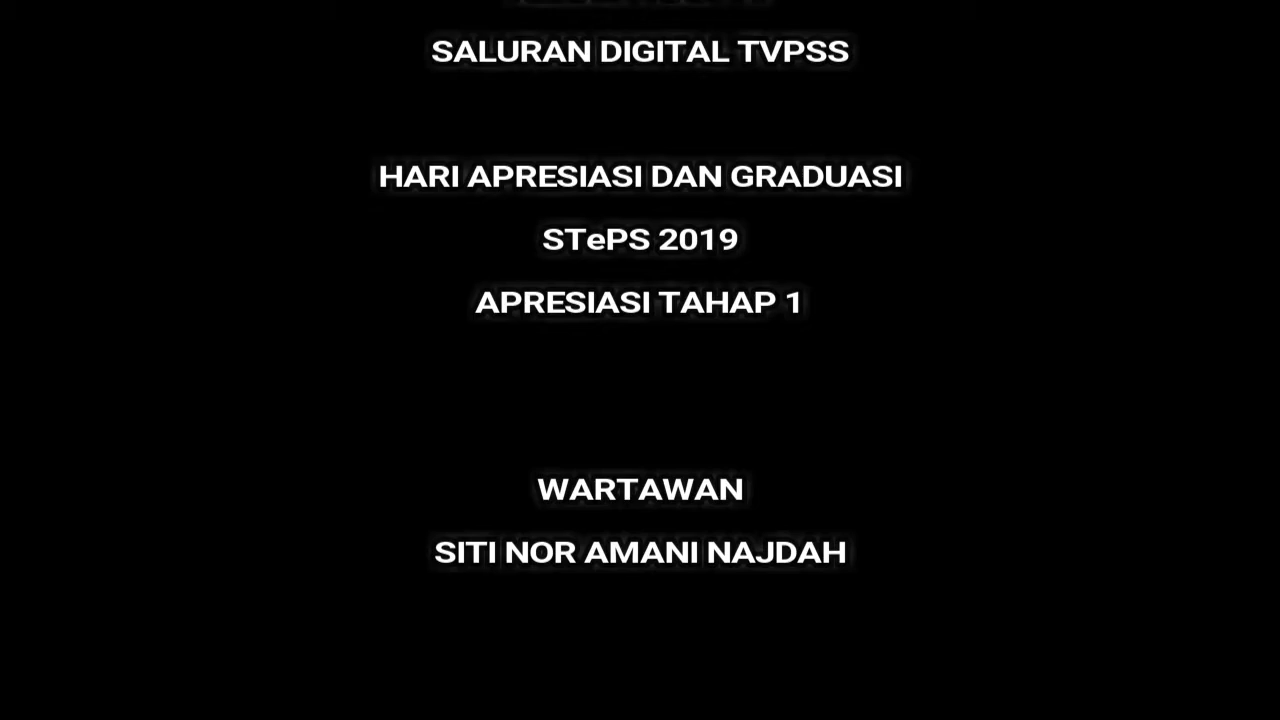 SALURAN DIGITAL TVPSS
HARI APRESIASI DAN GRADUASI
STePS 2019
APRESIASI TAHAP 1
WARTAWAN
SITI NOR AMANI NAJDAH